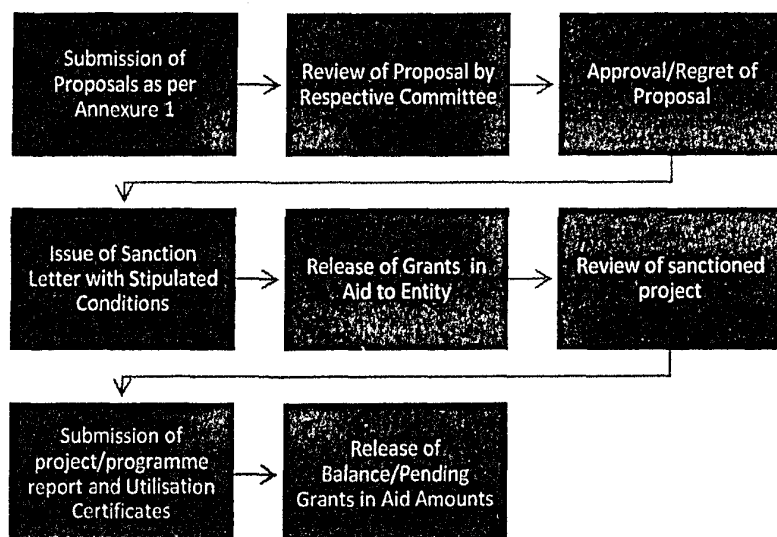 Submission of
Proposals as per
Annexure 1
Review of Proposal by
Respective Committee
Approval/Regret of
Proposal
Issue of Sanction
Letter with Stipulated
Conditions
Release of Grants in
Aid to Entity
Review of sanctioned
project
Submission of
project/programme
report and Utilisation
Certificates
Release of
Balance/Pending
Grants in Aid Amounts